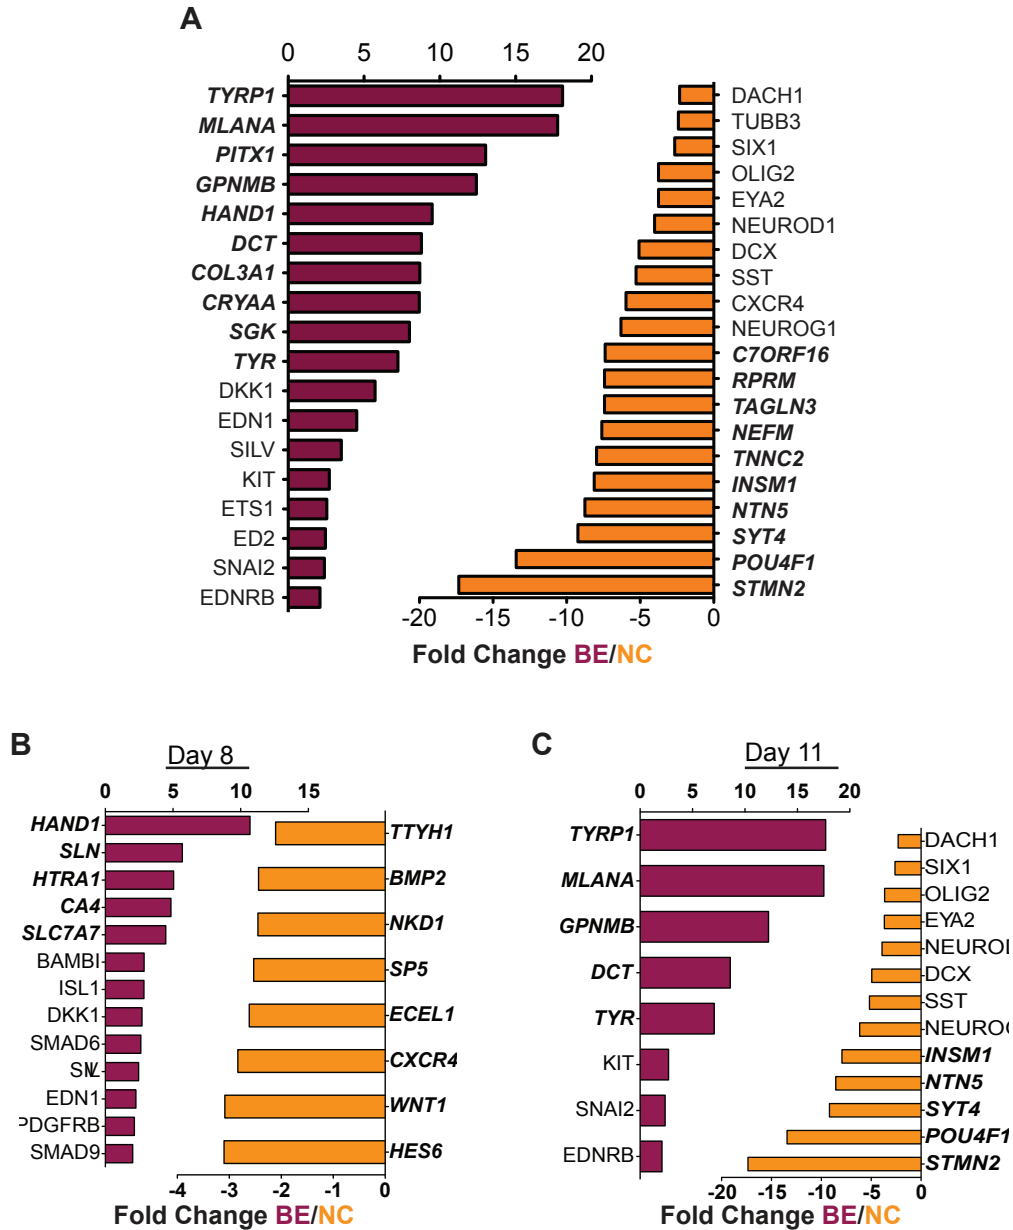 A
0 5 10 15 20
TYRP1
MLANA
PITX1
GPNMB
HAND1
DCT
COL3A1
CRYAA
SGK
TYR
DKK1
EDN1
SILV
KIT
ETS1
ED2
SNAI2
EDNRB
DACH1
TUBB3
SIX1
OLIG2
EYA2
NEUROD1
DCX
SST
CXCR4
NEUROG1
C7ORF16
RPRM
TAGLN3
NEFM
TNNC2
INSM1
NTN5
SYT4
POU4F1
STMN2
-20 -15 -10 -5 0
Fold Change BE/NC
B
Day 8
0 5 10 15
HAND1
SLN
HTRA1
CA4
SLC7A7
BAMBI
ISL1
DKK1
SMAD6
SILV
EDN1
PDGFRB
SMAD9
TTYH1
BMP2
NKD1
SP5
ECEL1
CXCR4
WNT1
HES6
-4 -3 -2 -1 0
Fold Change BE/NC
C
Day 11
0 5 10 15 20
TYRP1
MLANA
GPNMB
DCT
TYR
KIT
SNAI2
EDNRB
DACH1
SIX1
OLIG2
EYA2
NEURO
DCX
SST
NEURO
INSM1
NTN5
SYT4
POU4F1
STMN2
-20 -15 -10 -5 0
Fold Change BE/NC